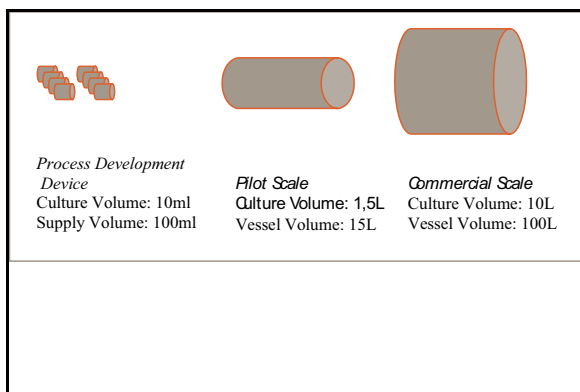 Process Development
Device
Culture Volume: 10ml
Supply Volume: 100ml
Pilot Scale
Culture Volume: 1,5L
Vessel Volume: 15L
Commercial Scale
Culture Volume: 10L
Vessel Volume: 100L